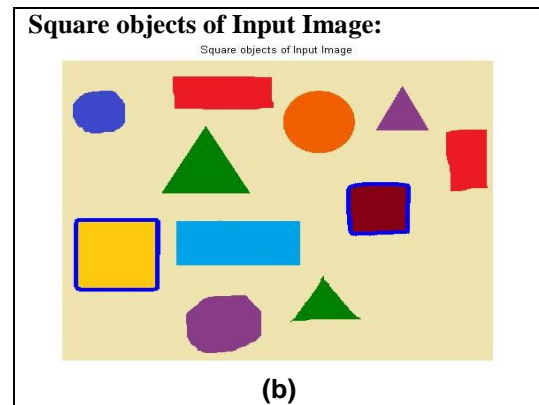 Square objects of Input Image:
Square objects of Input Image
(b)